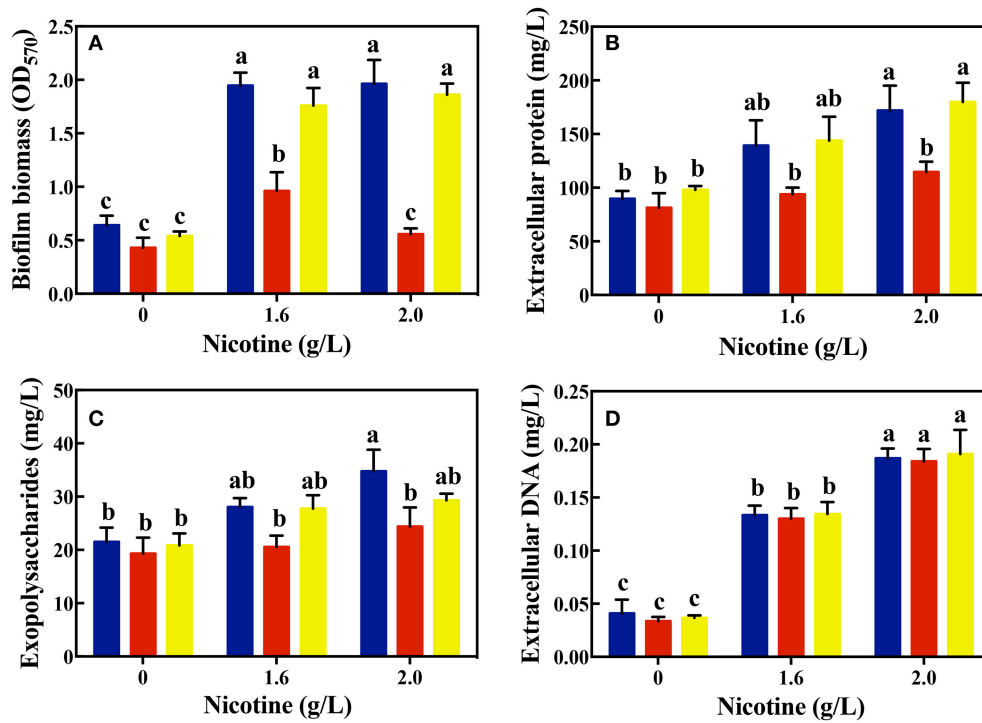 A
Biofilm biomass (OD570)
2.5
2.0
1.5
1.0
0.5
0.0
c c c
a b a
a c a
0 1.6 2.0
Nicotine (g/L)
B
Extracellular protein (mg/L)
250
200
150
100
50
0
b b b
ab b ab
a b a
0 1.6 2.0
Nicotine (g/L)
C
Exopolysaccharides (mg/L)
50
40
30
20
10
0
b b b
ab b ab
a b ab
0 1.6 2.0
Nicotine (g/L)
D
Extracellular DNA (mg/L)
0.25
0.20
0.15
0.10
0.05
0.00
c c c
b b b
a a a
0 1.6 2.0
Nicotine (g/L)